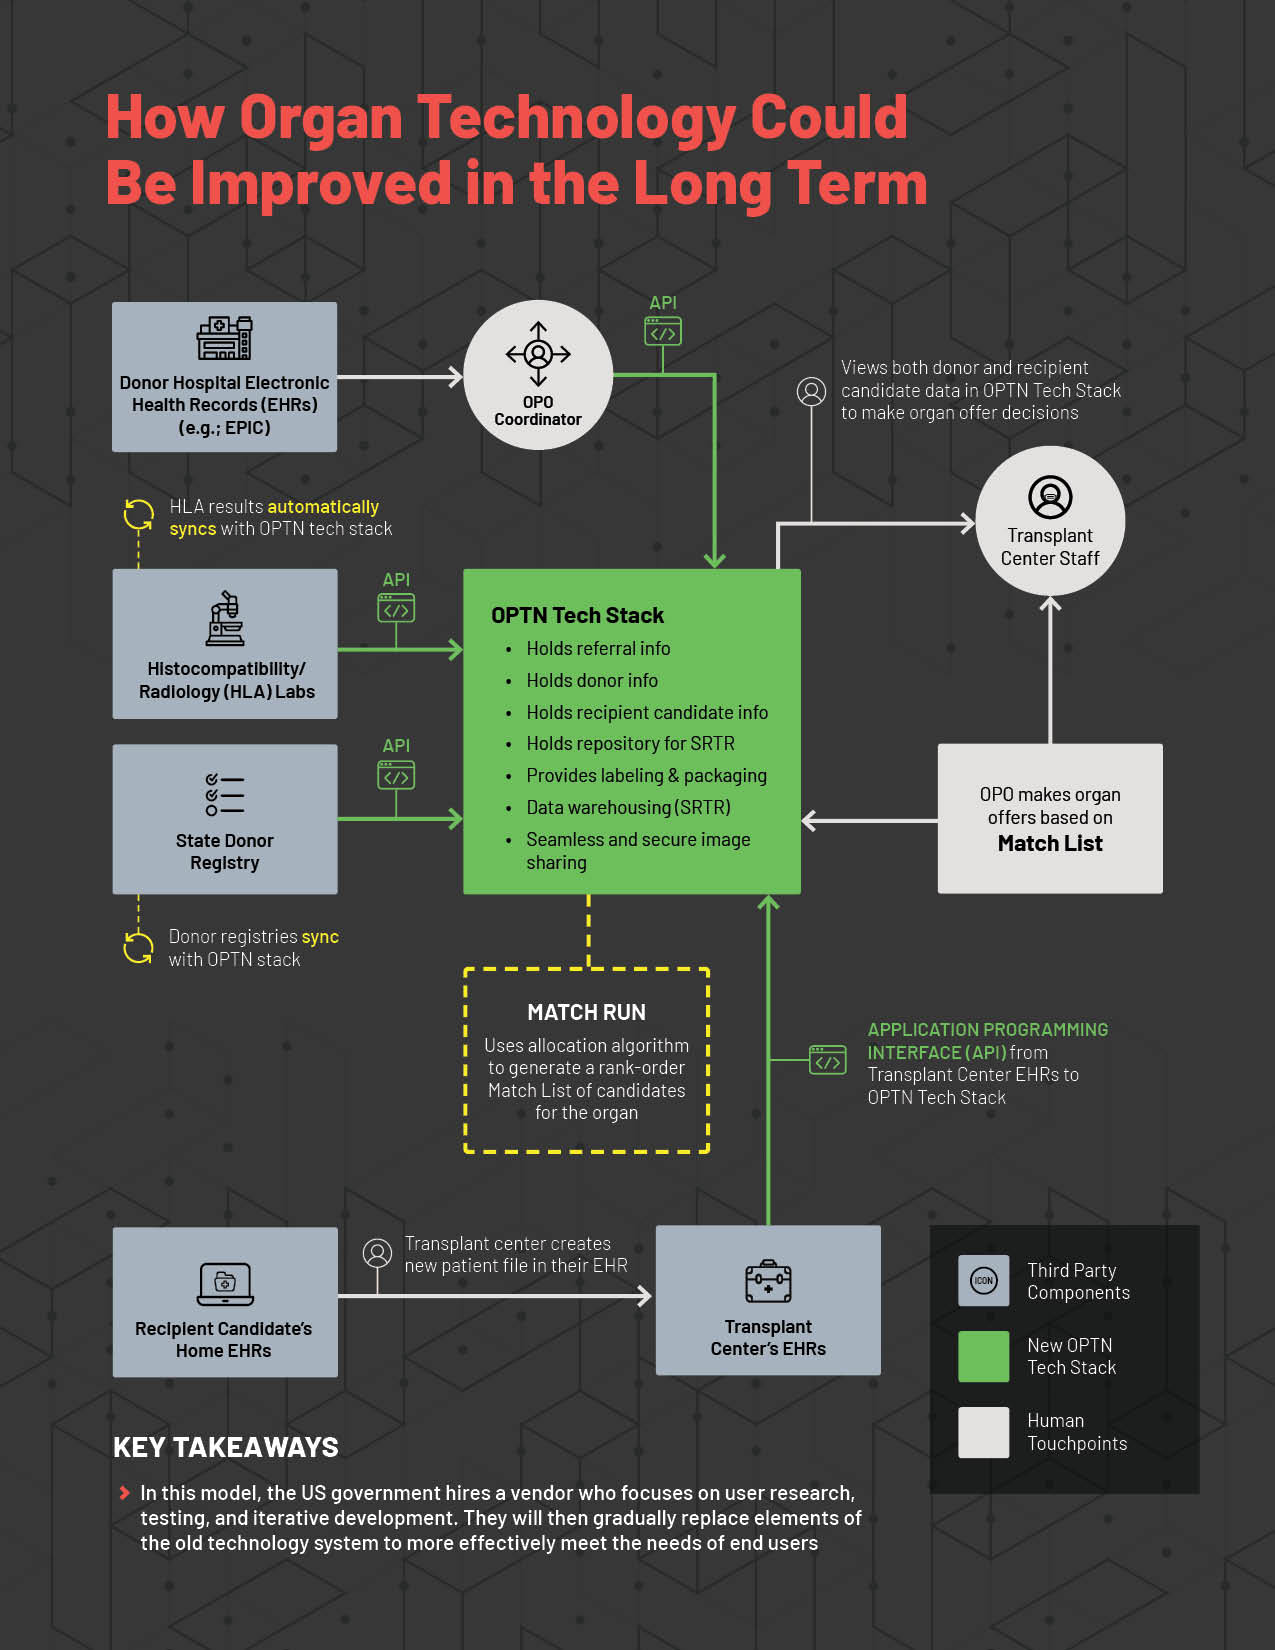 How Organ Technology Could
Be Improved in the Long Term
API
Donor Hospital Electronic
Health Records (EHRs)
(e.g.; EPIC)
OPO
Coordinator
Views both donor and recipient
candidate data in OPTN Tech Stack
to make organ offer decisions
HLA results automatically
syncs with OPTN tech stack
Transplant
Center Staff
API
Histocompatibility/
Radiology (HLA) Labs
OPTN Tech Stack
• Holds referral info
• Holds donor info
• Holds recipient candidate info
• Holds repository for SRTR
• Provides labeling & packaging
• Data warehousing (SRTR)
• Seamless and secure image
sharing
API
State Donor
Registry
OPO makes organ
offers based on
Match List
Donor registries sync
with OPTN stack
MATCH RUN
Uses allocation algorithm
to generate a rank-order
Match List of candidates
for the organ
APPLICATION PROGRAMMING
INTERFACE (API) from
Transplant Center EHRs to
OPTN Tech Stack
Recipient Candidate's
Home EHRs
Transplant center creates
new patient file in their EHR
Transplant
Center's EHRs
ICON
Third Party
Components
New OPTN
Tech Stack
Human
Touchpoints
KEY TAKEAWAYS
In this model, the US government hires a vendor who focuses on user research,
testing, and iterative development. They will then gradually replace elements of
the old technology system to more effectively meet the needs of end users